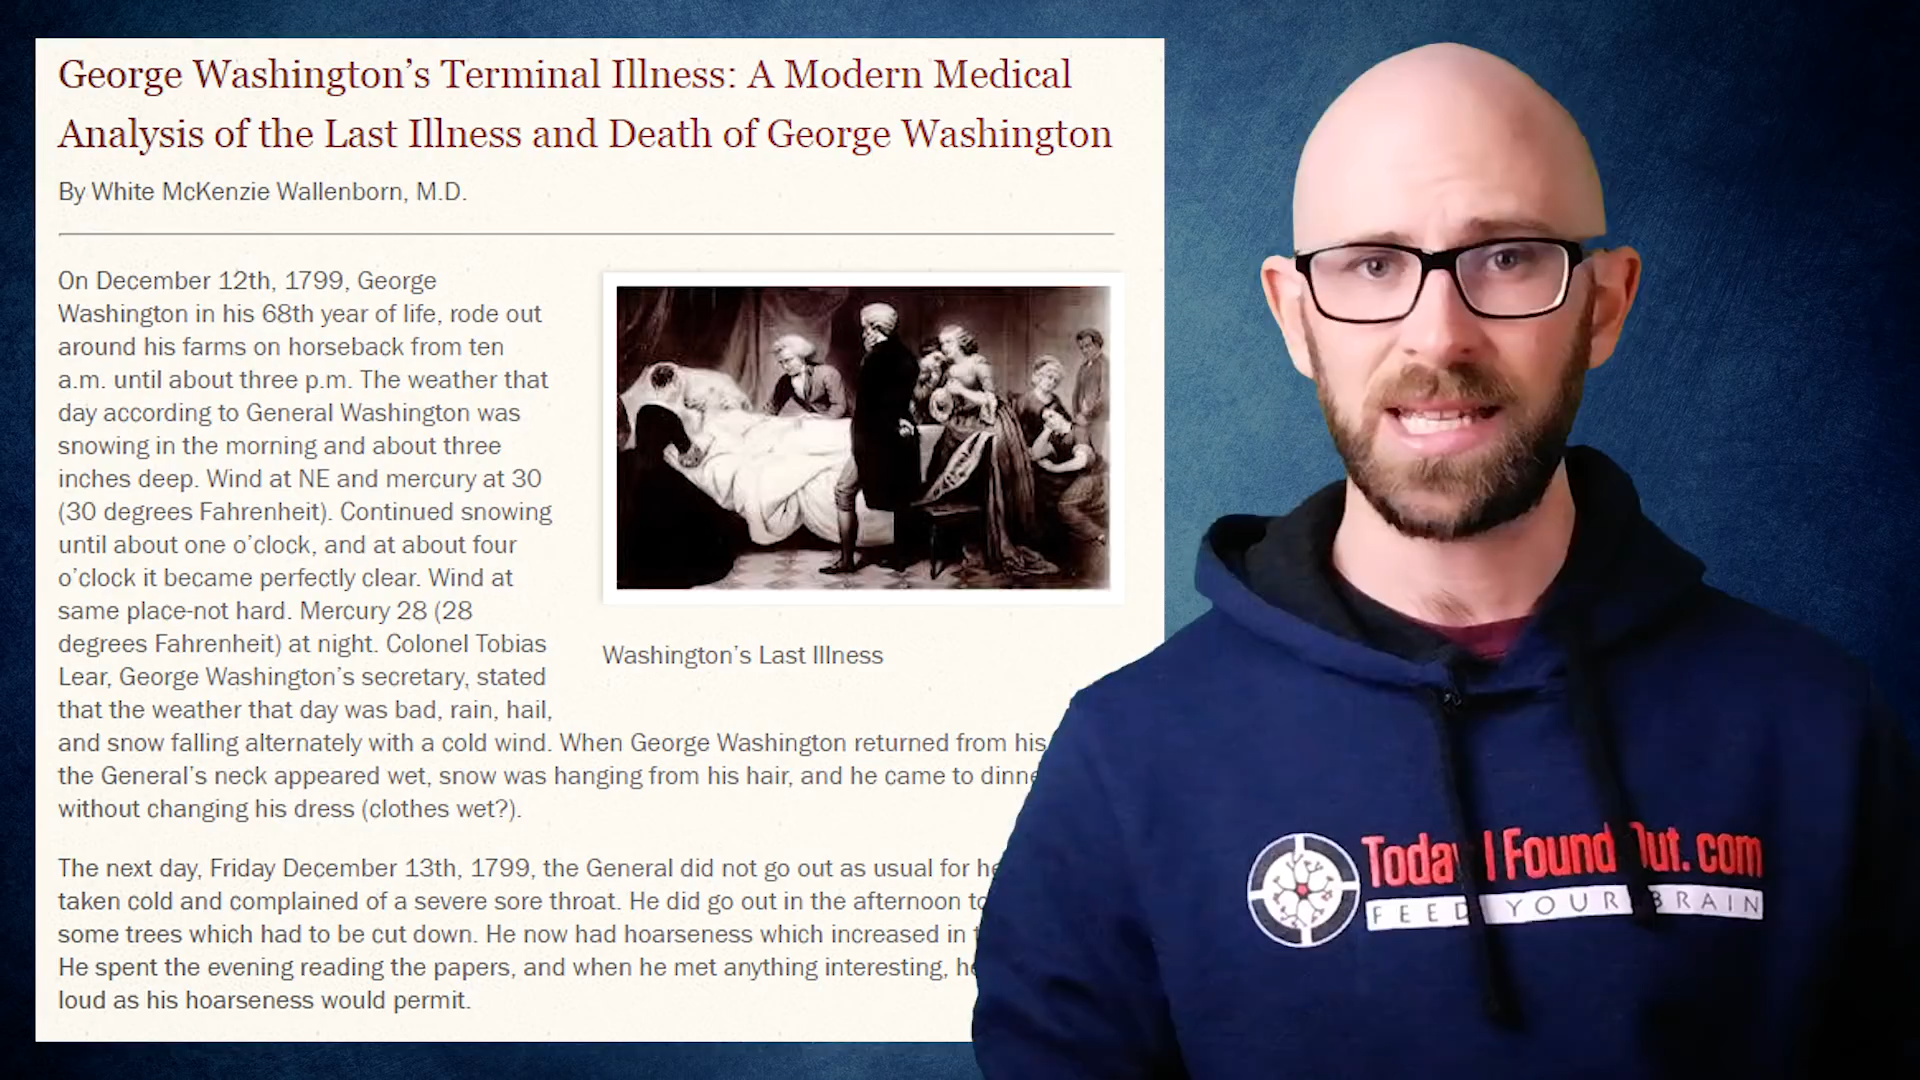 George Washington’s Terminal Illness: A Modern Medical
Analysis of the Last Illness and Death of George Washington
By White McKenzie Wallenborn, M.D.
On December 12th, 1799, George
Washington in his 68th year of life, rode out
around his farms on horseback from ten
a.m. until about three p.m. The weather that
day according to General Washington was
snowing in the morning and about three
inches deep. Wind at NE and mercury at 30
(30 degrees Fahrenheit). Continued snowing
until about one o’clock, and at about four
o’clock it became perfectly clear. Wind at
same place-not hard. Mercury 28 (28
degrees Fahrenheit) at night. Colonel Tobias
Lear, George Washington’s secretary, stated
that the weather that day was bad, rain, hail,
and snow falling alternately with a cold wind. When George Washington returned from his
the General’s neck appeared wet, snow was hanging from his hair, and he came to
without changing his dress (clothes wet?).
Washington’s Last Illness
The next day, Friday December 13th, 1799, the General did not go out as usual for
taken cold and complained of a severe sore throat. He did go out in the afternoon
some trees which had to be cut down. He now had hoarseness which increased in
He spent the evening reading the papers, and when he met anything interesting,
loud as his hoarseness would permit.
Today I Found Out.com
FEED YOUR BRAIN